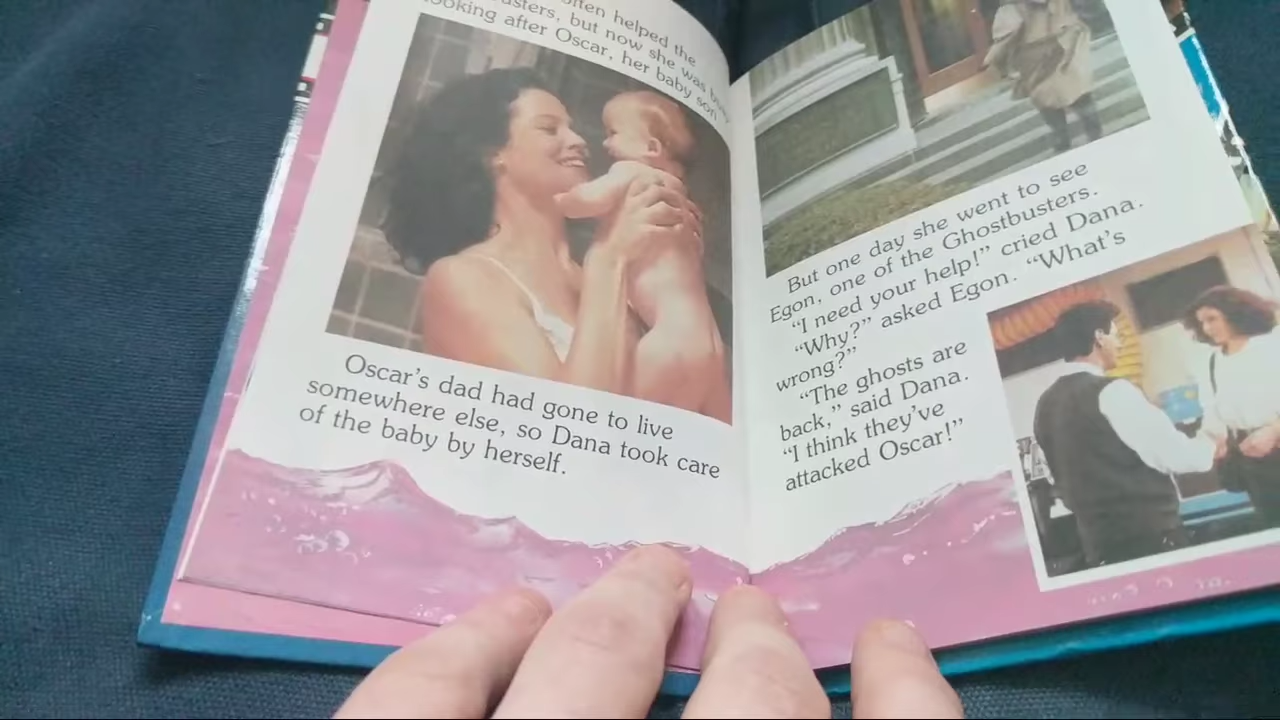 often helped the
busters, but now she was busy
looking after Oscar, her baby son
Oscar's dad had gone to live
somewhere else, so Dana took care
of the baby by herself.
But one day she went to see
Egon, one of the Ghostbusters.
“I need your help!” cried Dana.
“Why?” asked Egon. “What's
wrong?”
“The ghosts are
back,” said Dana.
“I think they've
attacked Oscar!”